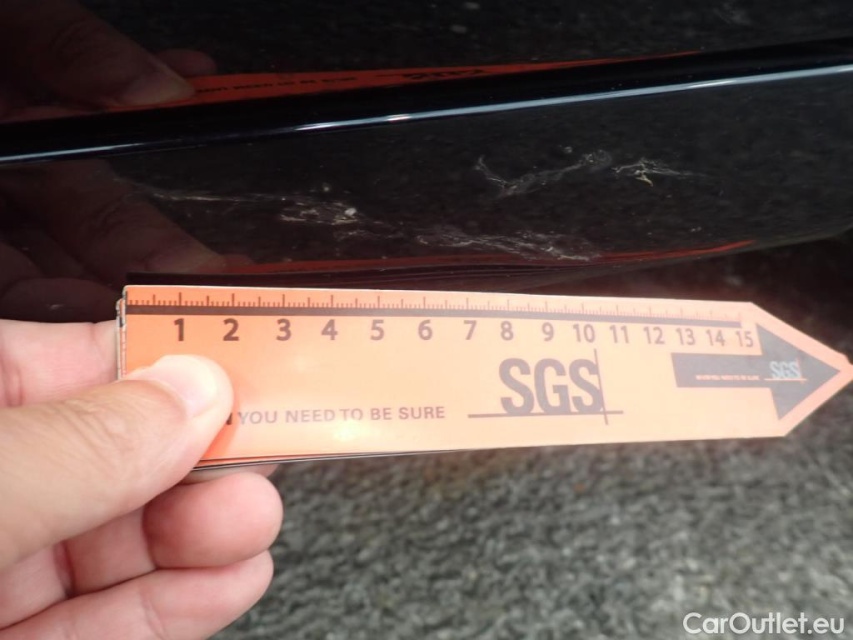 1 2 3 4 5 6 7 8 9 10 11 12 13 14 15
SGS
SGS
YOU NEED TO BE SURE
CarOutlet.eu